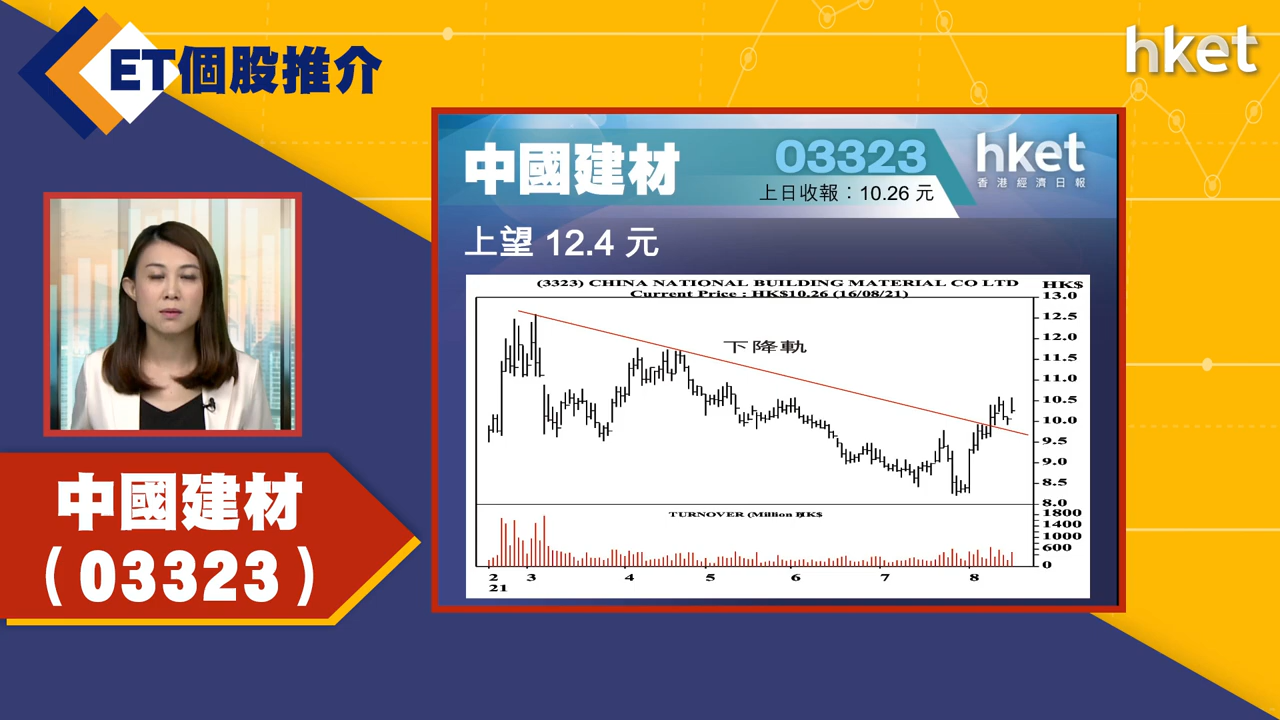 ET個股推介
hket
中國建材
03323
上日收報：10.26 元
hket
香港經濟日報
上望 12.4 元
(3323) CHINA NATIONAL BUILDING MATERIAL CO LTD
Current Price : HK$10.26 (16/08/21)
HK$
下降軌
13.0
12.5
12.0
11.5
11.0
10.5
10.0
9.5
9.0
8.5
8.0
TURNOVER (Million HK$
1800
1400
1000
600
0
2 3 4 5 6 7 8
21
中國建材
（03323）